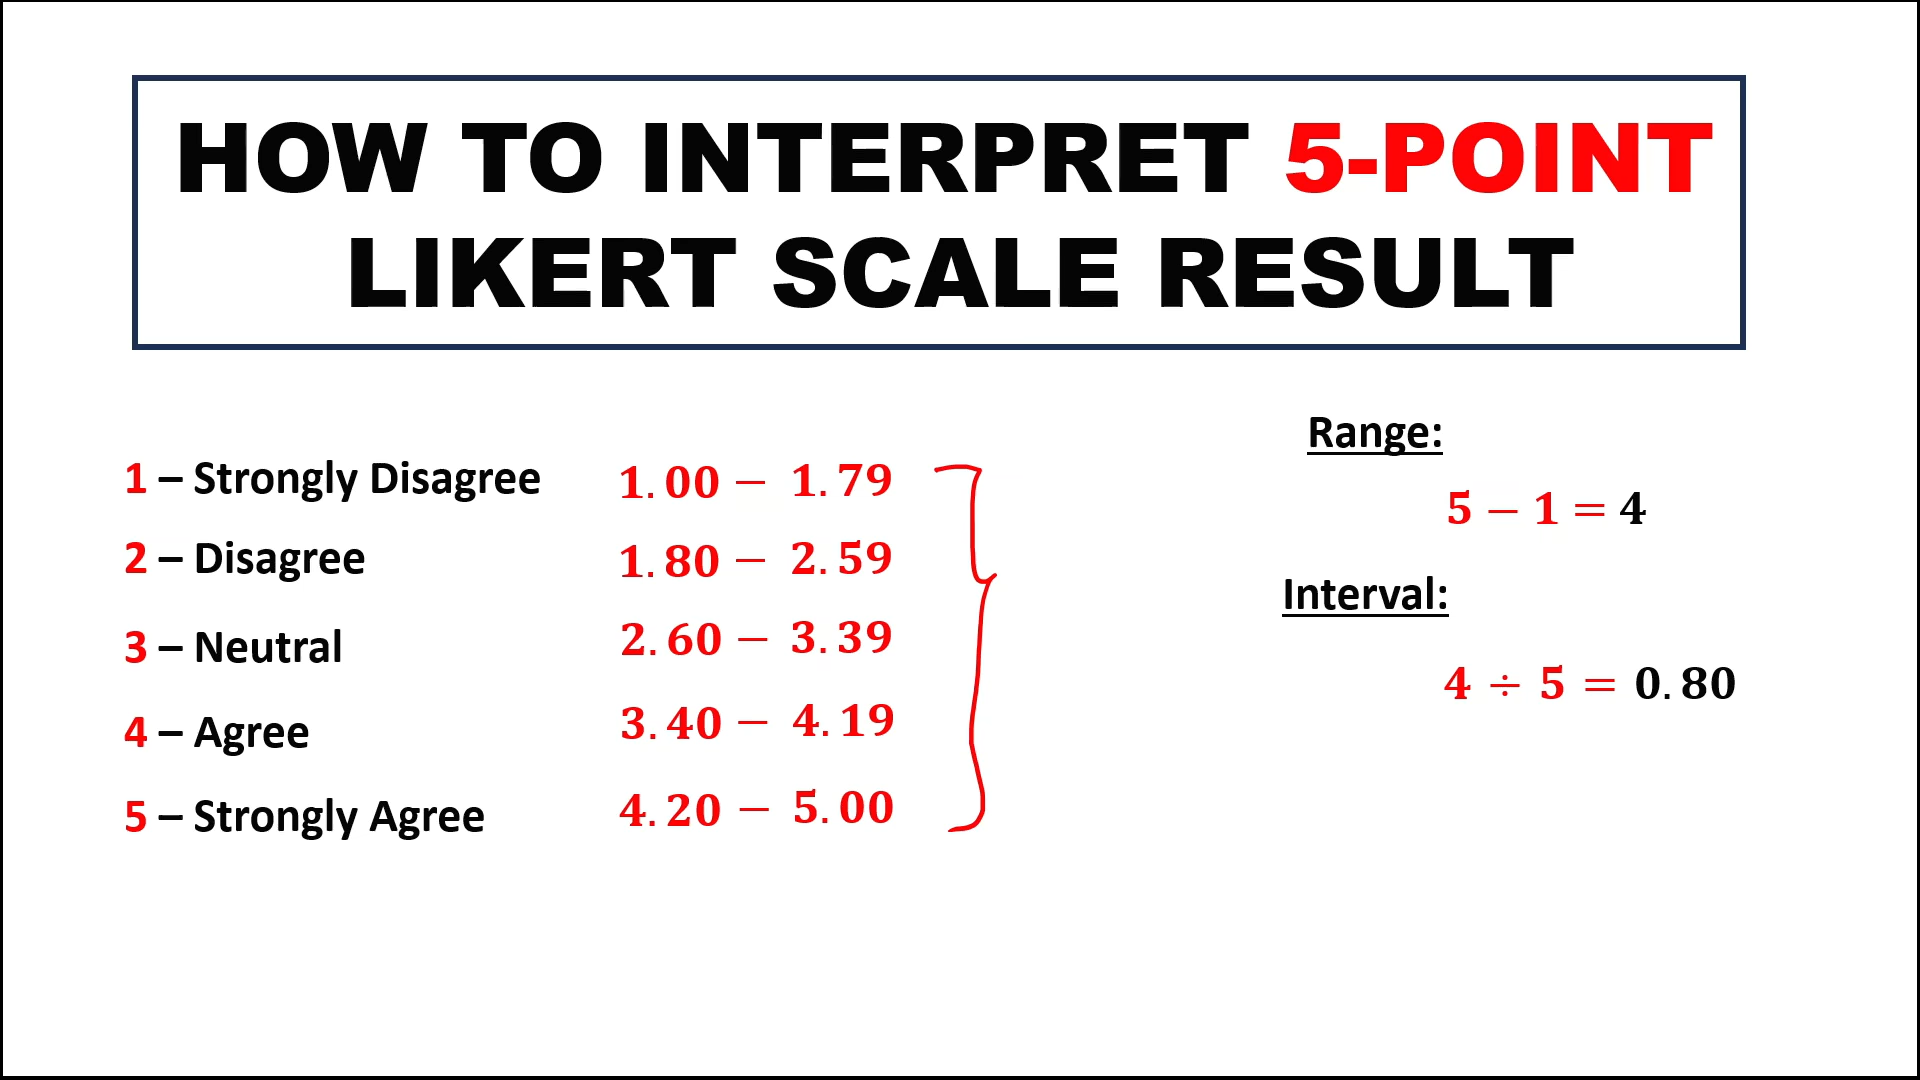 HOW TO INTERPRET 5-POINT
LIKERT SCALE RESULT
1 – Strongly Disagree 1.00 – 1.79
2 – Disagree 1.80 – 2.59
3 – Neutral 2.60 – 3.39
4 – Agree 3.40 – 4.19
5 – Strongly Agree 4.20 – 5.00
Range:
5 – 1 = 4
Interval:
4 ÷ 5 = 0.80